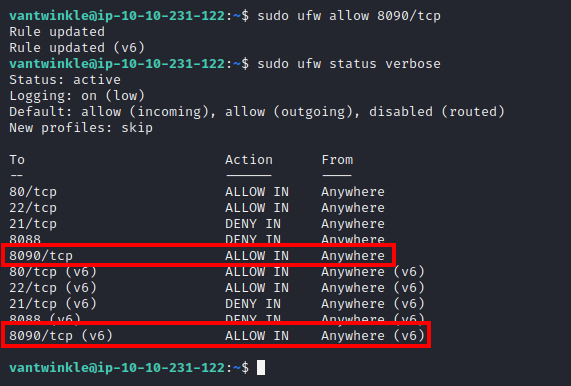 vantwinkle@ip-10-10-231-122:~$ sudo ufw allow 8090/tcp
Rule updated
Rule updated (v6)
vantwinkle@ip-10-10-231-122:~$ sudo ufw status verbose
Status: active
Logging: on (low)
Default: allow (incoming), allow (outgoing), disabled (routed)
New profiles: skip
To Action From
-- ------ ----
80/tcp ALLOW IN Anywhere
22/tcp ALLOW IN Anywhere
21/tcp DENY IN Anywhere
8088 DENY IN Anywhere
8090/tcp ALLOW IN Anywhere
80/tcp (v6) ALLOW IN Anywhere (v6)
22/tcp (v6) ALLOW IN Anywhere (v6)
21/tcp (v6) DENY IN Anywhere (v6)
8088 (v6) DENY IN Anywhere (v6)
8090/tcp (v6) ALLOW IN Anywhere (v6)
vantwinkle@ip-10-10-231-122:~$